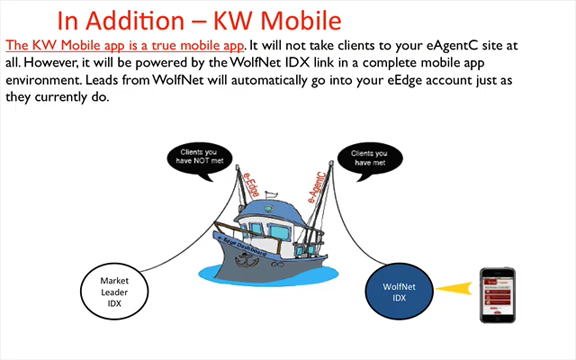 In Addition – KW Mobile
The KW Mobile app is a true mobile app. It will not take clients to your eAgentC site at
all. However, it will be powered by the WolfNet IDX link in a complete mobile app
environment. Leads from WolfNet will automatically go into your eEdge account just as
they currently do.
Clients you
have NOT met
Clients you
have met
e-Edge
e-AgentC
e-Edge Dashboard
Market
Leader
IDX
WolfNet
IDX